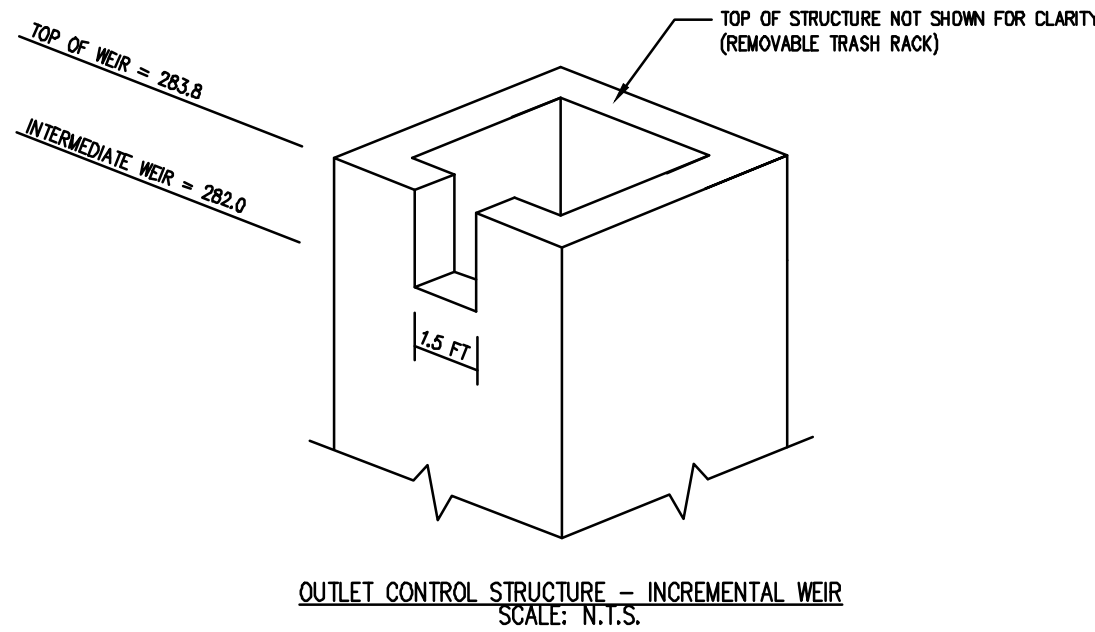 TOP OF STRUCTURE NOT SHOWN FOR CLARITY
(REMOVABLE TRASH RACK)
TOP OF WEIR = 283.8
INTERMEDIATE WEIR = 282.0
1.5 FT
OUTLET CONTROL STRUCTURE – INCREMENTAL WEIR
SCALE: N.T.S.